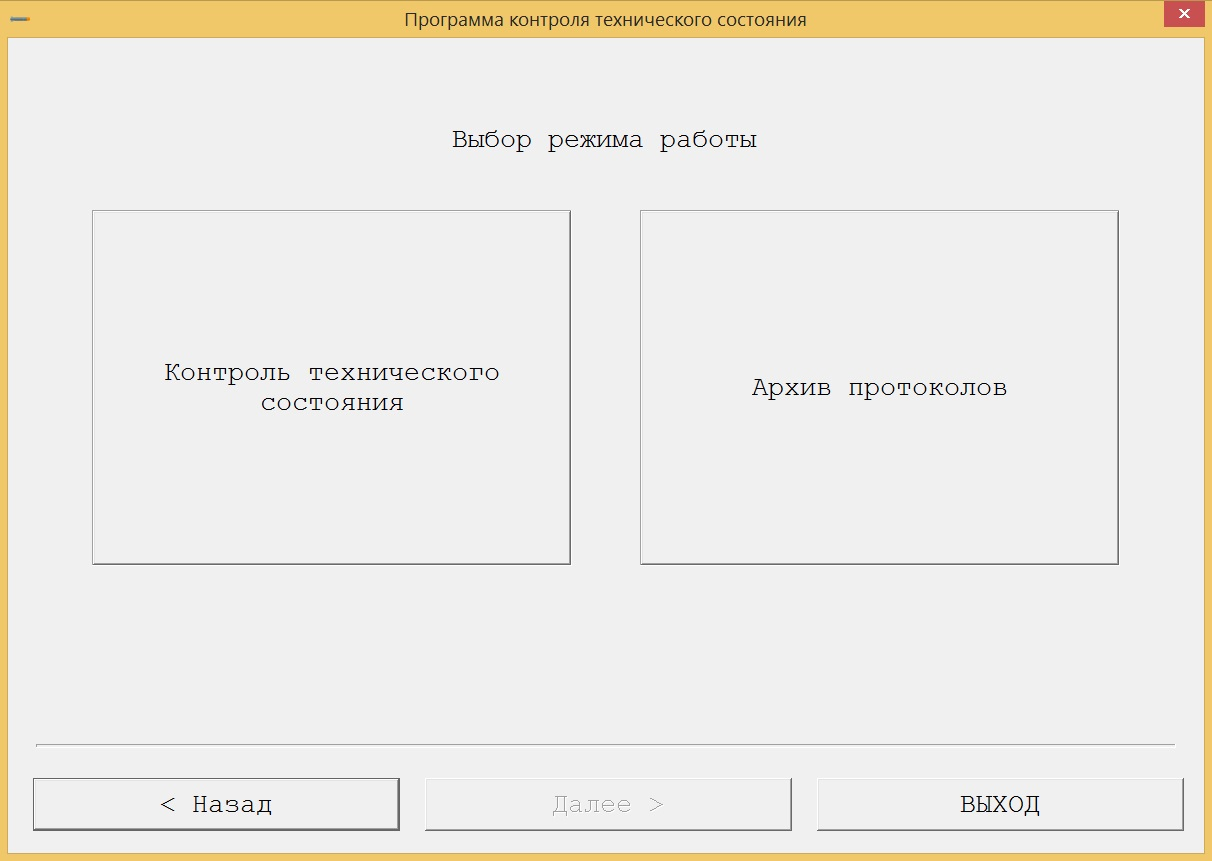 Программа контроля технического состояния
Выбор режима работы
Контроль технического
состояния
Архив протоколов
< Назад
Далее >
ВЫХОД